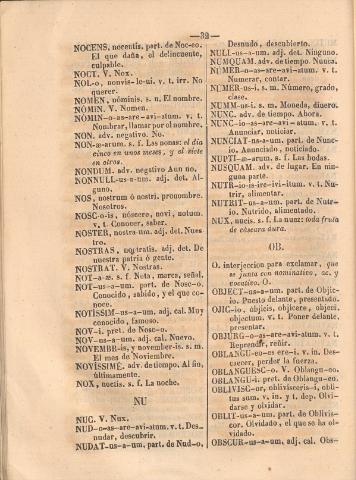 —32—
NOCENS, necentis. part. de Noc-eo.
El que daña, el delincuente,
culpable.
NOCT. V. Nox.
NOL-o, nonvis-le-ui. v. t. irr. No
querer.
NOMEN, nóminis. s. n. El nombre.
NOMIN. V. Nomen.
NÓMIN-o-as-are-avi-atum. v. t.
Nombrar, llamar por el nombre.
NON. adv. negativo. No.
NON-æ-arum. s. f. Las nonas: el dia
cinco en unos meses, y el siete
en otros.
NONDUM. adv. negativo Aun no.
NONNULL-us-a-um. adj. det. Al-
guno.
NOS, nostrum ó nostri. pronombre.
Nosotros.
NOSC-o-is, nóscero, novi, notum.
v. t. Conocer, saber.
NOSTER, nostra-um. adj. det. Nues
tro.
NOSTRAS, nostratis. adj. det. De
nuestra patria ó gente.
NOSTRAT. V. Nostras.
NOT-a-æ. s. f. Nota, marca, señal.
NOT-us-a-um. part. de Nosc-o.
Conocido, sabido, y el que co-
noce.
NOTÍSSIM-us-a-um. adj. cal. Muy
conocido, famoso.
NOV-i. pret. de Nosc-o.
NOV-us-a-um. adj. cal. Nuevo.
NOVEMBR-is, y november-is. s. m.
El mes de Noviembre.
NOVÍSSIMÈ. adv. de tiempo. Al fin,
últimamente.
NOX, noctis. s. f. La noche.
NU
NUC. V. Nux.
NUD-o-as-are-avi-atum. v. t. Des-
nudar, descubrir.
NUDAT-us-a-um. part. de Nud-o,
Desnudo, descubierto.
NULL-us-a-um. adj. det. Ninguno.
NUMQUAM. adv. de tiempo. Nunca.
NÚMER-o-as-are-avi-atum. v. t.
Numerar, contar.
NÚMER-us-i. s. m. Número, grado,
clase.
NUMM-us-i. s. m. Moneda, dinero.
NUNC. adv. de tiempo. Ahora.
NUNC-io-as-are-avi-atum. v. t.
Anunciar, noticiar.
NUNCIAT-us-a-um. part. de Nunc-
io. Anunciado, noticiado.
NUPTI-æ-arum. s. f. Las bodas.
NUSQUAM. adv. de lugar. En nin-
guna parte.
NUTR-io-is-ire-ivi-itum. v. t. Nu-
trir, alimentar.
NUTRIT-us-a-um. part. de Nutr-
io. Nutrido, alimentado.
NUX, nucis. s. f. La nuez: toda fruta
de cáscara dura.
OB.
O. interjeccion para exclamar, que
se junta con nominativo, ac. y
vocativo. O.
OBJECT-us-a-um. part. de Objic-
io. Puesto delante, presentado.
OJIC-io, óbjicis, objícere, objeci,
objectum. v. t. Poner delante,
presentar.
OBJURG-o-as-are-avi-atum. v. t.
Reprender, reñir.
OBLANGU-eo-es-ere-i. v. in. Des-
caecer, perder la fuerza.
OBLANGUESC-o. V. Oblangu-eo.
OBLANGU-i. pret. de Oblangu-eo.
OBLIVISC-or, oblivisceris-i, obli-
tus sum. v. in. y t. dep. Olvi-
darse y olvidar.
OBLIT-us-a-um. part. de Oblivis-
cor. Olvidado, el que se ha ol-
vidado.
OBSCUR-us-a-um, adj. cal. Obs-